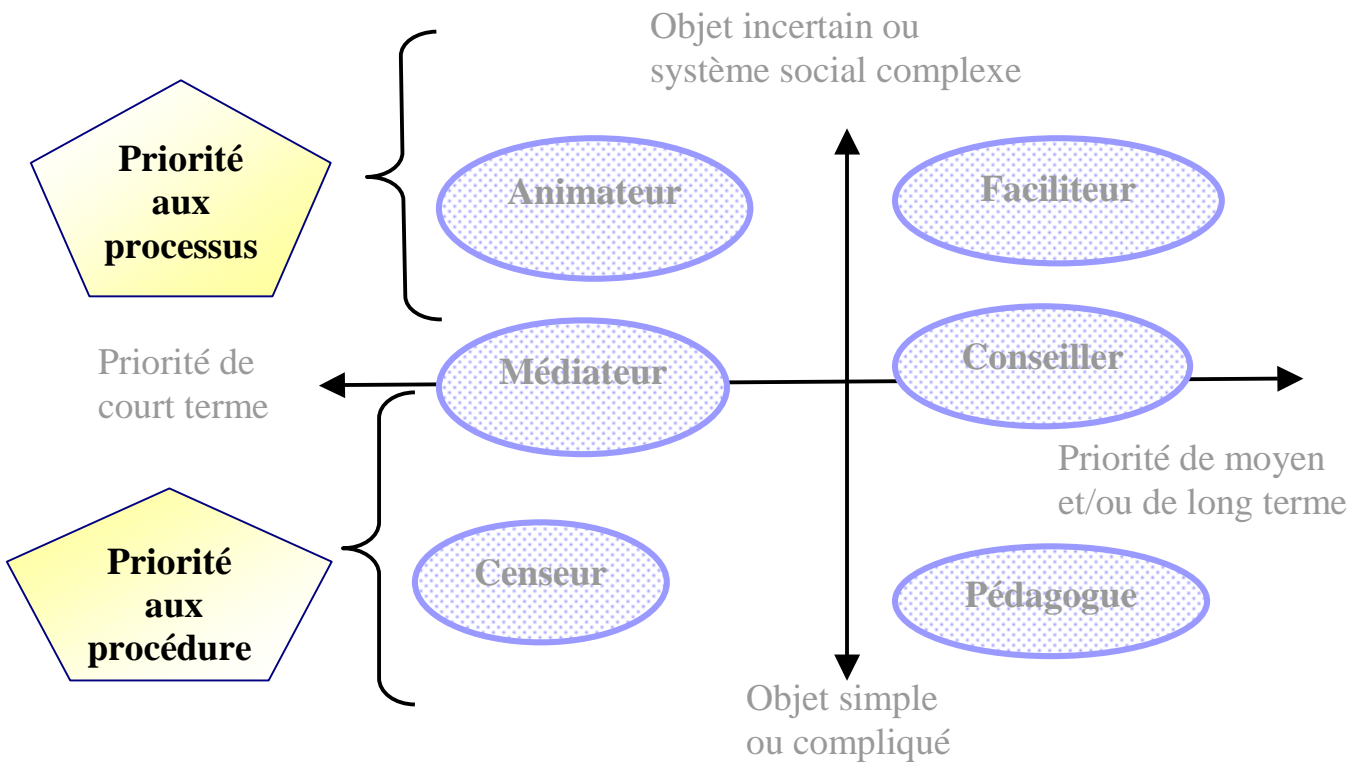 Objet incertain ou
système social complexe
Priorité
aux
processus
Animateur
Faciliteur
Priorité de
court terme
Médiateur
Conseiller
Priorité de moyen
et/ou de long terme
Priorité
aux
procédure
Censeur
Pédagogue
Objet simple
ou compliqué